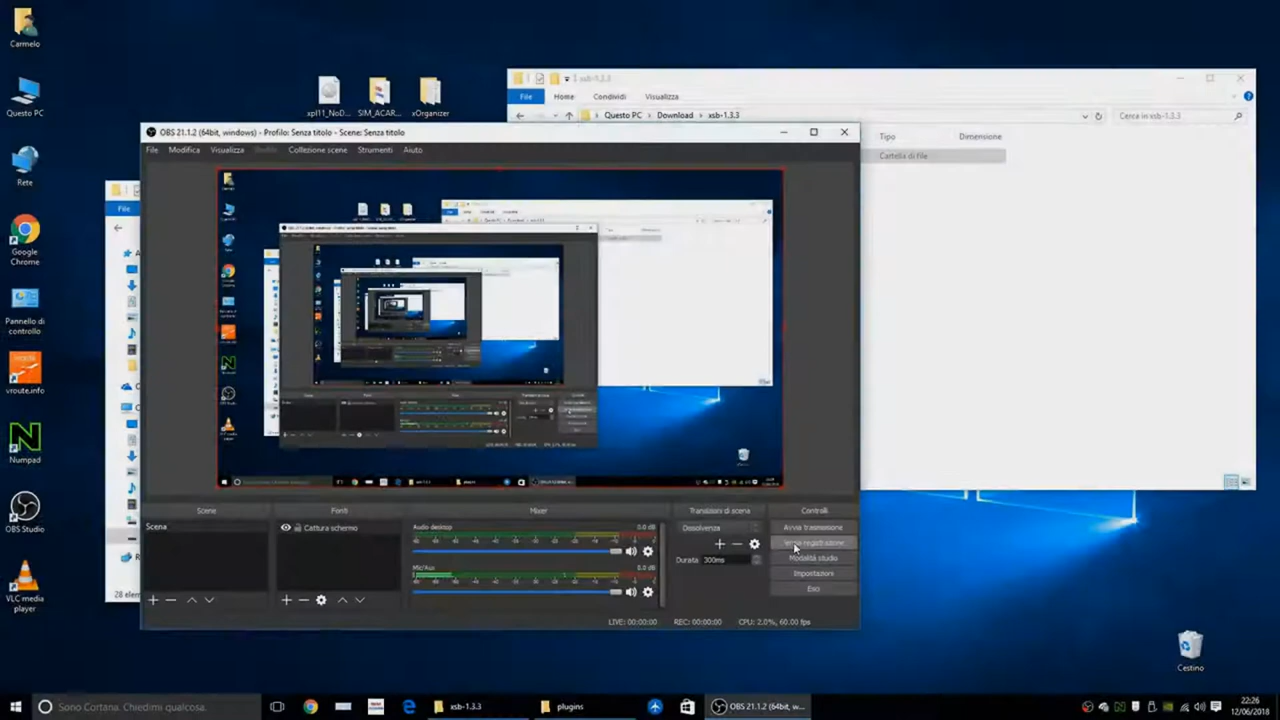 Carmelo
Questo PC
Rete
Google
Chrome
Pannello di
controllo
vroute.info
Numpad
OBS Studio
VLC media
player
xpl11_NoD...
SIM_ACAR...
xOrganizer
xsb-1.3.3
File
Home
Condividi
Visualizza
Questo PC
Download
xsb-1.3.3
Cerca in xsb-1.3.3
Tipo
Dimensione
Cartella di file
File
28 elem
OBS 21.1.2 (64bit, windows) - Profilo: Senza titolo - Scene: Senza titolo
File
Modifica
Visualizza
Collezione scene
Strumenti
Aiuto
Scene
Fonti
Mixer
Transizioni di scena
Controlli
Scena
Cattura schermo
Audio desktop
0.0 dB
Mic/Aux
0.0 dB
Dissolvenza
Durata
300ms
Avvia trasmissione
registrazione
Modalità studio
Impostazioni
Esci
LIVE: 00:00:00
REC: 00:00:00
CPU: 2.0%, 60.00 fps
Cestino
Sono Cortana. Chiedimi qualcosa.
xsb-1.3.3
plugins
OBS 21.1.2 (64bit, w...
22:26
12/06/2018